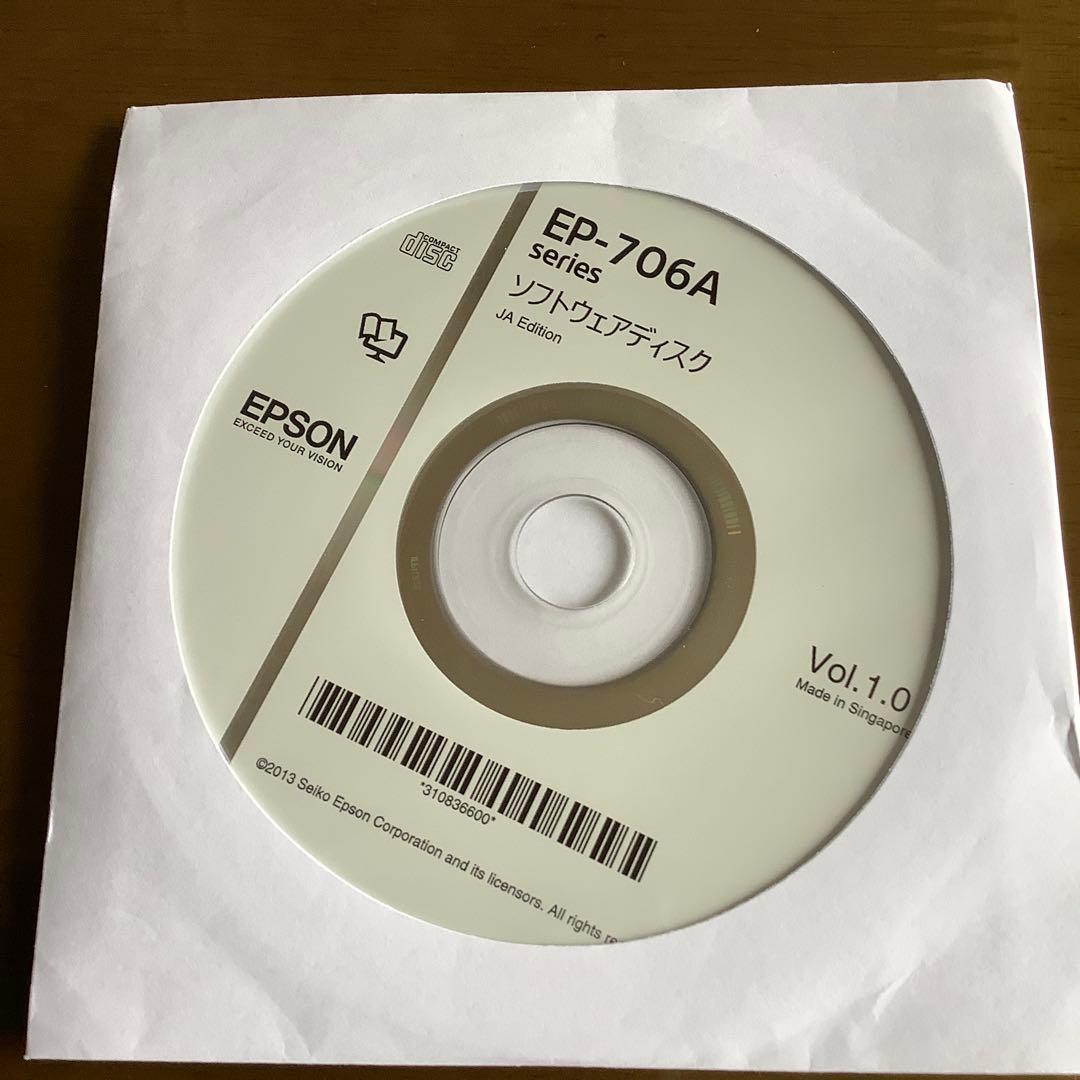 COMPACT
disc
EP-706A
series
ソフトウェアディスク
JA Edition
EPSON
EXCEED YOUR VISION
Vol.1.0
Made in Singapore
*310836600*
©2013 Seiko Epson Corporation and its licensors. All rights